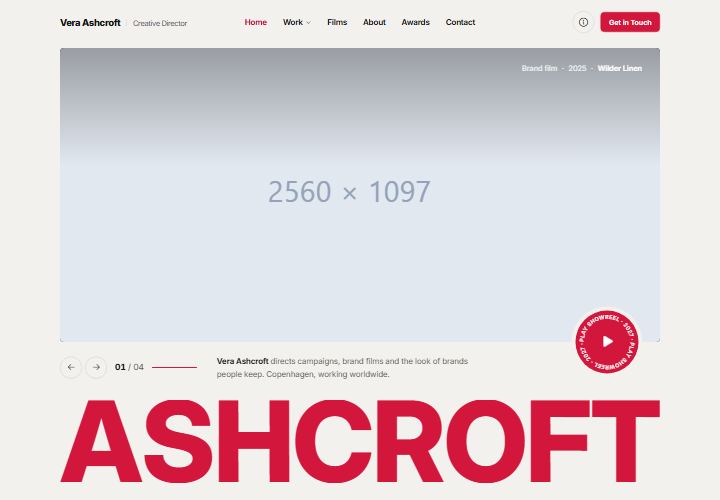 Vera Ashcroft Creative Director Home Work Films About Awards Contact Get in Touch
Brand film - 2025 - Wilder Linen
2560 × 1097
PLAY SHOWREEL · 2027 · PLAY SHOWREEL · 2027 ·
01 / 04
Vera Ashcroft directs campaigns, brand films and the look of brands
people keep. Copenhagen, working worldwide.
ASHCROFT